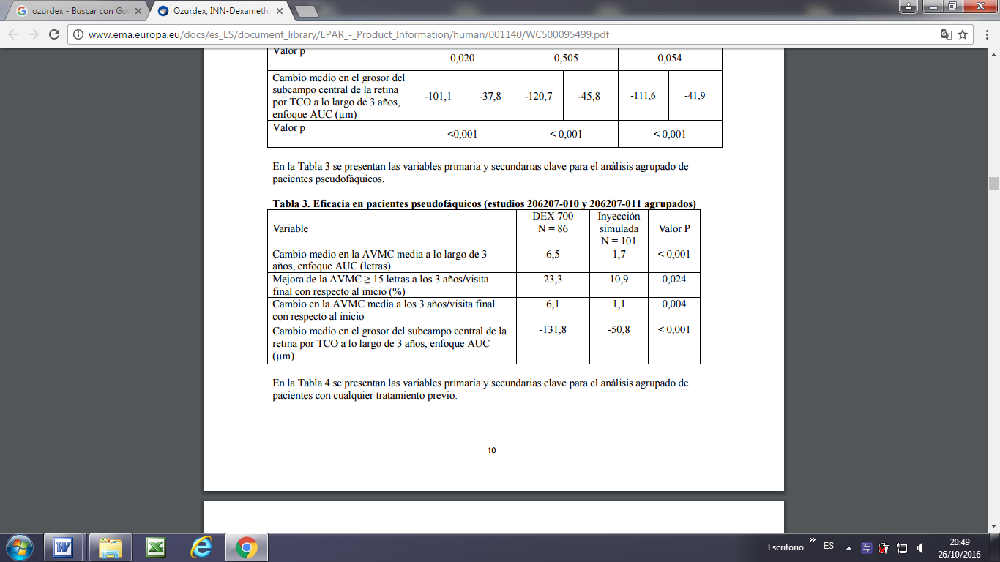 ozurdex - Buscar con Go
Ozurdex, INN-Dexameth
www.ema.europa.eu/docs/es_ES/document_library/EPAR_-_Product_Information/human/001140/WC500095499.pdf
Valor p
0,020 0,505 0,054
Cambio medio en el grosor del
subcampo central de la retina
por TCO a lo largo de 3 años,
enfoque AUC (µm)
-101,1 -37,8 -120,7 -45,8 -111,6 -41,9
Valor p
<0,001 < 0,001 < 0,001
En la Tabla 3 se presentan las variables primaria y secundarias clave para el análisis agrupado de
pacientes pseudofáquicos.
Tabla 3. Eficacia en pacientes pseudofáquicos (estudios 206207-010 y 206207-011 agrupados)
Variable
DEX 700
N = 86
Inyección
simulada
N = 101
Valor P
Cambio medio en la AVMC media a lo largo de 3
años, enfoque AUC (letras)
6,5 1,7 < 0,001
Mejora de la AVMC ≥ 15 letras a los 3 años/visita
final con respecto al inicio (%)
23,3 10,9 0,024
Cambio en la AVMC media a los 3 años/visita final
con respecto al inicio
6,1 1,1 0,004
Cambio medio en el grosor del subcampo central de la
retina por TCO a lo largo de 3 años, enfoque AUC
(µm)
-131,8 -50,8 < 0,001
En la Tabla 4 se presentan las variables primaria y secundarias clave para el análisis agrupado de
pacientes con cualquier tratamiento previo.
10
Escritorio
ES
20:49
26/10/2016